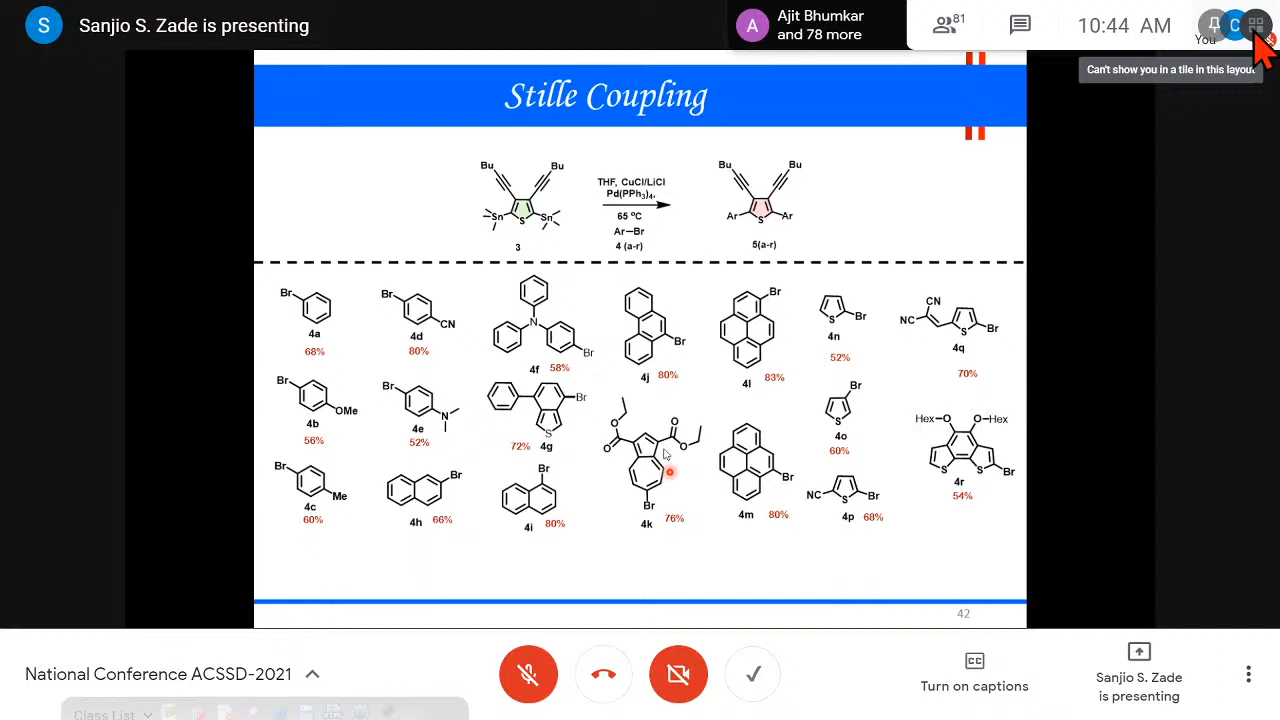 S
Sanjio S. Zade is presenting
A
Ajit Bhumkar
and 78 more
81
10:44 AM
C
You
Can't show you in a tile in this layout
Stille Coupling
Bu
Bu
Sn
S
Sn
3
THF, CuCl/LiCl
Pd(PPh3)4,
65 ºC
Ar—Br
4 (a-r)
Bu
Bu
Ar
S
Ar
5(a-r)
Br
4a
68%
Br
CN
4d
80%
N
Br
4f
58%
Br
4j
80%
Br
4l
83%
S
Br
4n
52%
CN
NC
S
Br
4q
70%
Br
OMe
4b
56%
Br
N
4e
52%
Br
S
72%
4g
O
O
O
O
Br
4k
76%
Br
4m
80%
Br
S
4o
60%
Hex
O
O
Hex
S
S
Br
4r
54%
Br
Me
4c
60%
Br
4h
66%
Br
4i
80%
NC
S
Br
4p
68%
42
National Conference ACSSD-2021
CC
Turn on captions
Sanjio S. Zade
is presenting
Class List
HTML